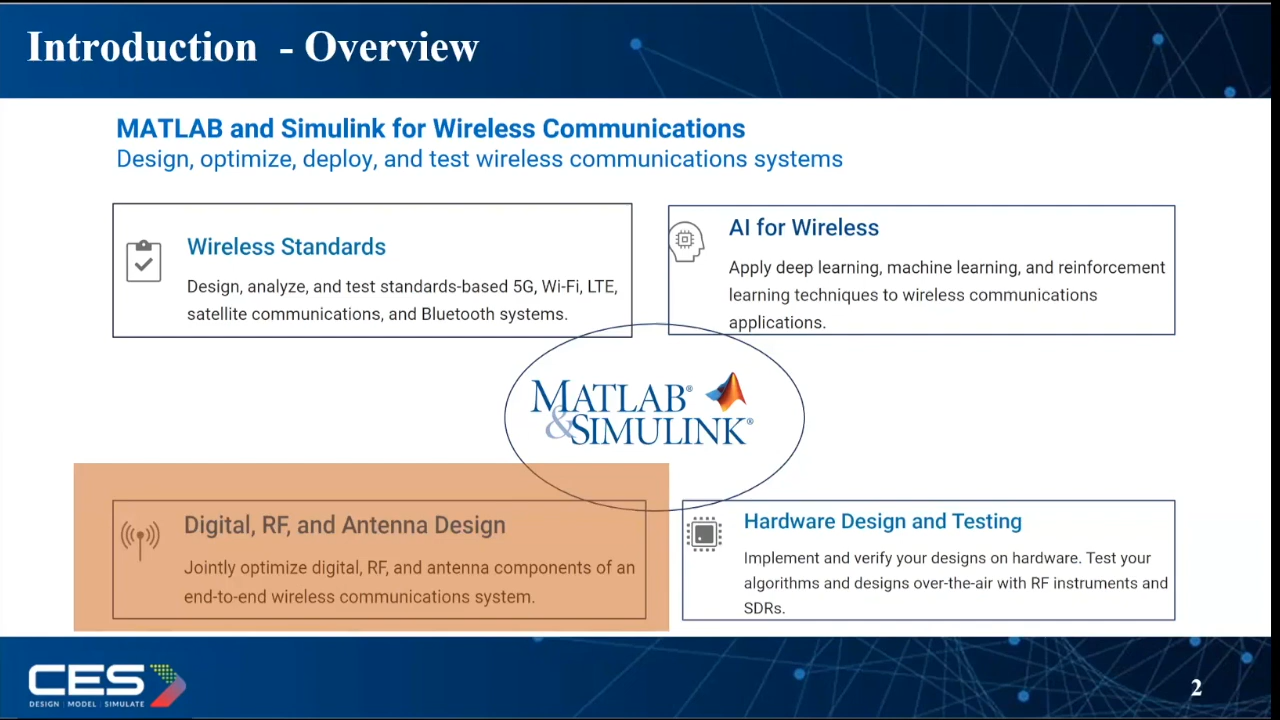 Introduction - Overview
MATLAB and Simulink for Wireless Communications
Design, optimize, deploy, and test wireless communications systems
Wireless Standards
Design, analyze, and test standards-based 5G, Wi-Fi, LTE,
satellite communications, and Bluetooth systems.
AI for Wireless
Apply deep learning, machine learning, and reinforcement
learning techniques to wireless communications
applications.
MATLAB®
&SIMULINK®
Digital, RF, and Antenna Design
Jointly optimize digital, RF, and antenna components of an
end-to-end wireless communications system.
Hardware Design and Testing
Implement and verify your designs on hardware. Test your
algorithms and designs over-the-air with RF instruments and
SDRs.
CES
DESIGN | MODEL | SIMULATE
2